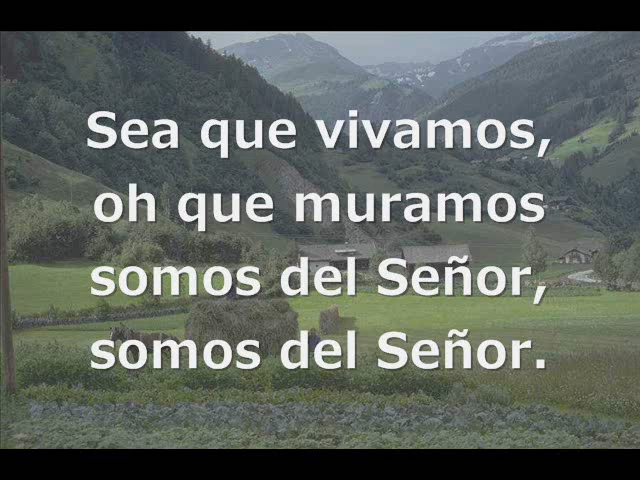 Sea que vivamos,
oh que muramos
somos del Señor,
somos del Señor.